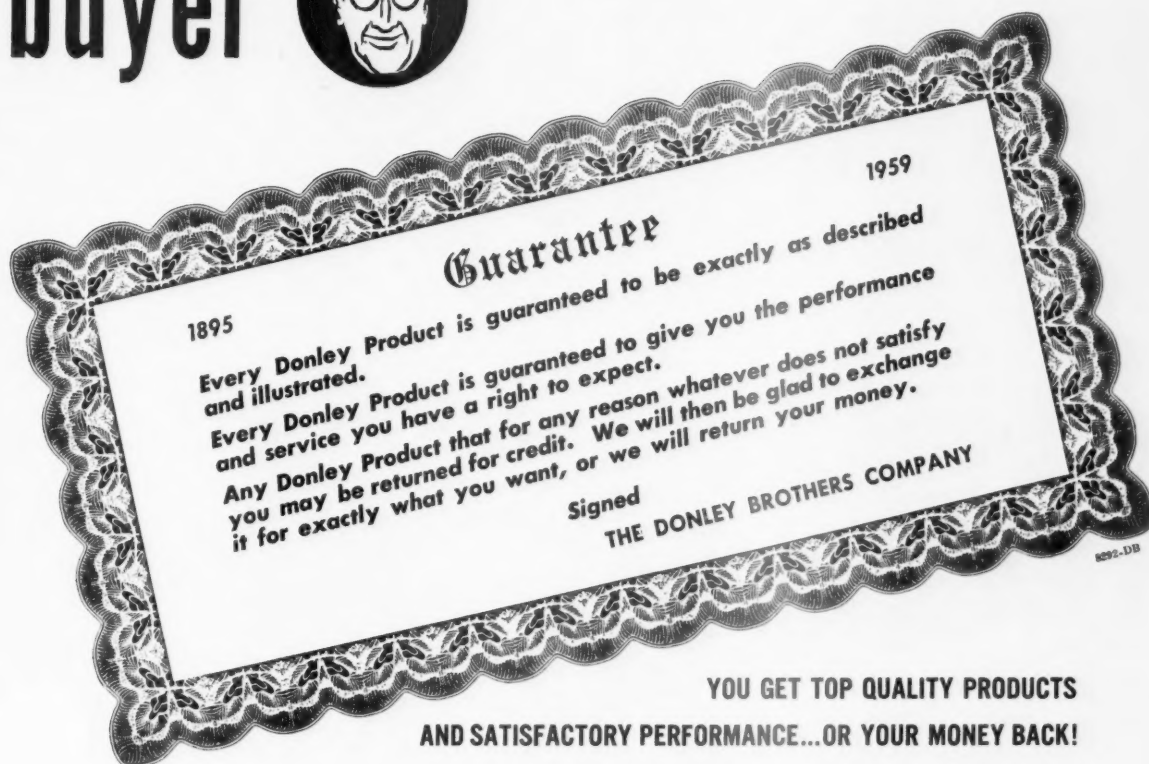 buyer
1959
Guarantee
1895
Every Donley Product is guaranteed to be exactly as described
and illustrated.
Every Donley Product is guaranteed to give you the performance
and service you have a right to expect.
Any Donley Product that for any reason whatever does not satisfy
you may be returned for credit. We will then be glad to exchange
it for exactly what you want, or we will return your money.
Signed
THE DONLEY BROTHERS COMPANY
8292-DB
YOU GET TOP QUALITY PRODUCTS
AND SATISFACTORY PERFORMANCE...OR YOUR MONEY BACK!